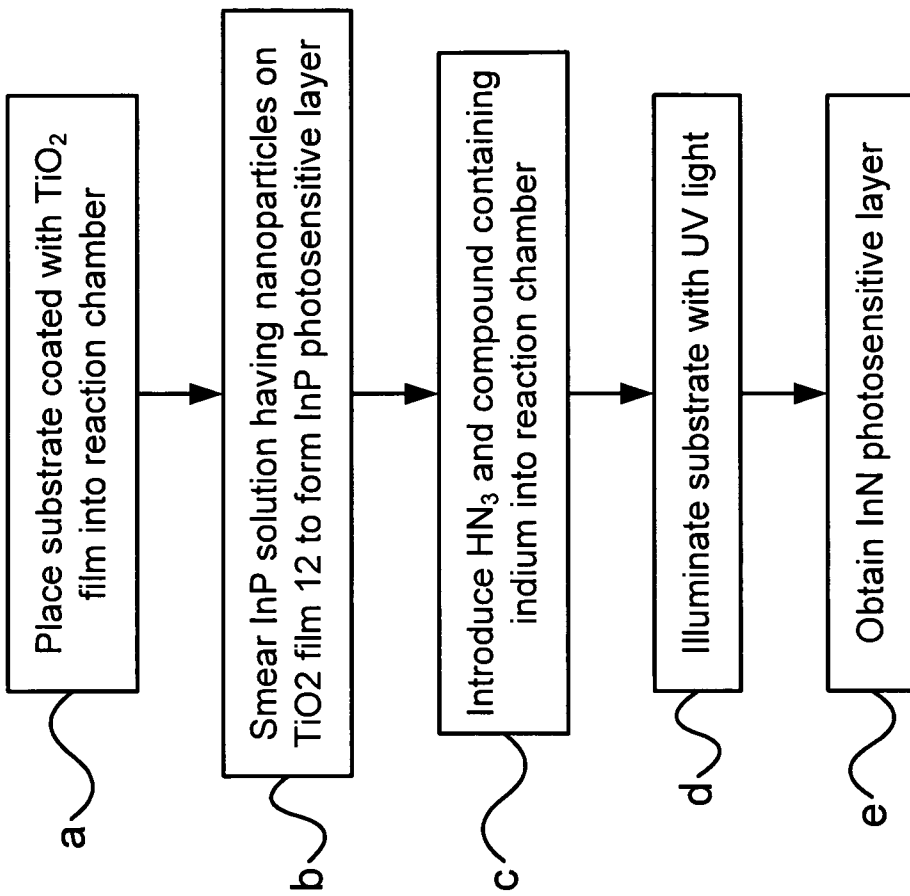 a
Place substrate coated with TiO₂
film into reaction chamber
b
Smear InP solution having nanoparticles on
TiO2 film 12 to form InP photosensitive layer
c
Introduce HN₃ and compound containing
indium into reaction chamber
d
Illuminate substrate with UV light
e
Obtain InN photosensitive layer